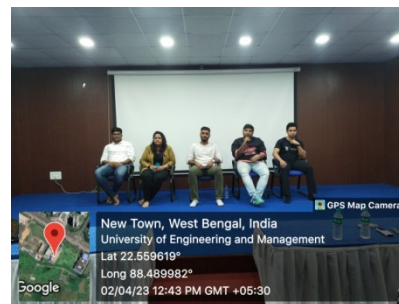 GPS Map Camera
New Town, West Bengal, India
University of Engineering and Management
Lat 22.559619°
Long 88.489982°
02/04/23 12:43 PM GMT +05:30
Google